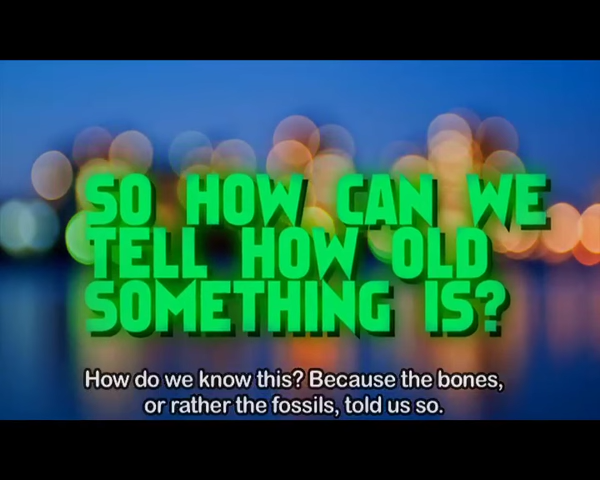 SO HOW CAN WE
TELL HOW OLD
SOMETHING IS?
How do we know this? Because the bones,
or rather the fossils, told us so.